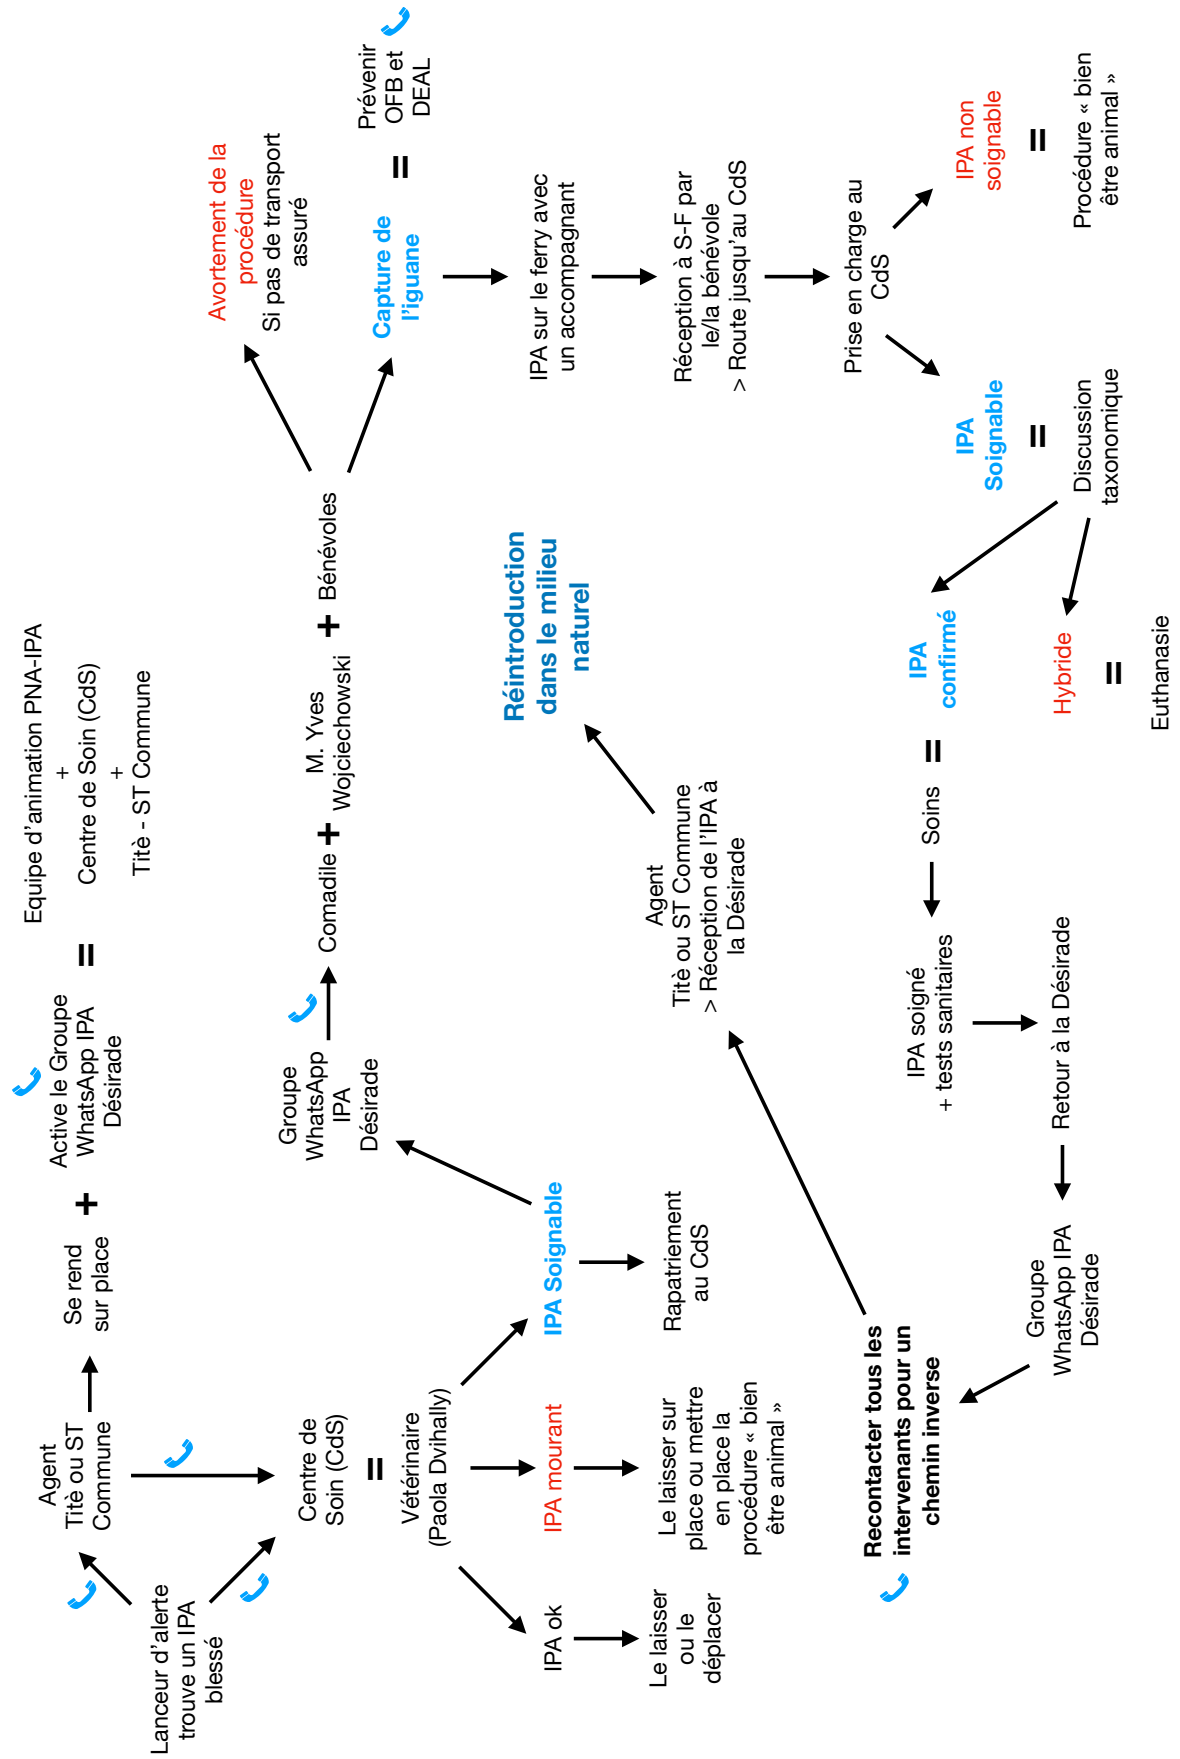 Lanceur d'alerte
trouve un IPA
blessé
Agent
Titè ou ST
Commune
Se rend
sur place
+
Active le Groupe
WhatsApp IPA
Désirade
=
Equipe d'animation PNA-IPA
+
Centre de Soin (CdS)
+
Titè - ST Commune
Centre de
Soin (CdS)
=
Vétérinaire
(Paola Dvihally)
IPA ok
Le laisser
ou le
déplacer
IPA mourant
Le laisser sur
place ou mettre
en place la
procédure « bien
être animal »
IPA Soignable
Rapatriement
au CdS
Groupe
WhatsApp
IPA
Désirade
Comadile
+
M. Yves
Wojciechowski
+
Bénévoles
Avortement de la
procédure
Si pas de transport
assuré
Capture de
l'iguane
=
Prévenir
OFB et
DEAL
IPA sur le ferry avec
un accompagnant
Réception à S-F par
le/la bénévole
> Route jusqu'au CdS
Prise en charge au
CdS
IPA non
soignable
=
Procédure « bien
être animal »
IPA
Soignable
=
Discussion
taxonomique
Hybride
=
Euthanasie
IPA
confirmé
=
Soins
IPA soigné
+ tests sanitaires
Retour à la Désirade
Groupe
WhatsApp IPA
Désirade
Recontacter tous les
intervenants pour un
chemin inverse
Agent
Titè ou ST Commune
> Réception de l'IPA à
la Désirade
Réintroduction
dans le milieu
naturel